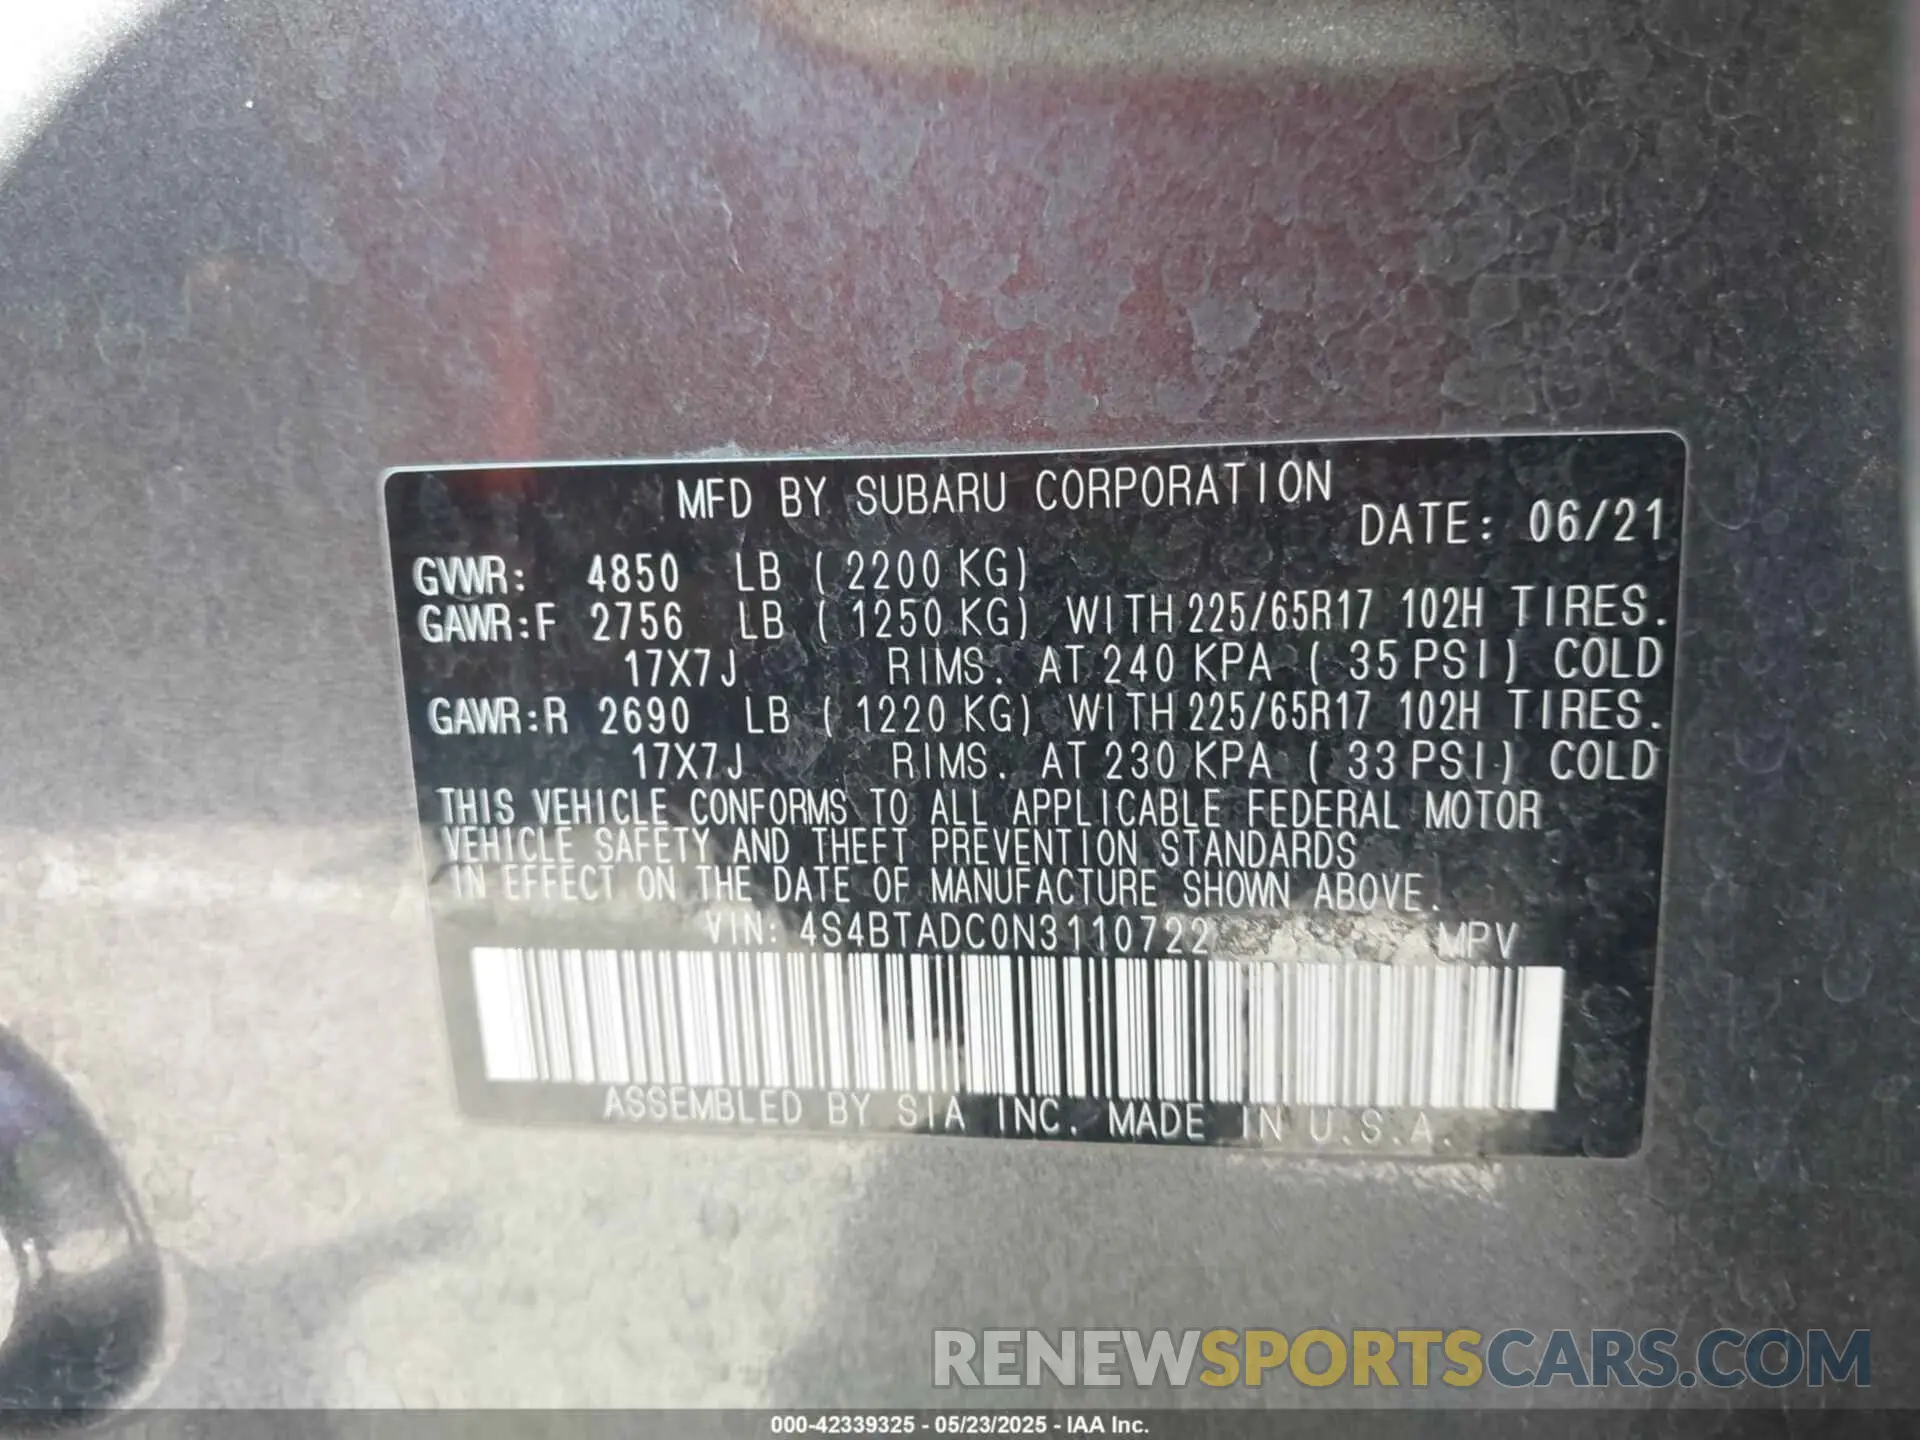 MFD BY SUBARU CORPORATION
DATE: 06/21
GVWR: 4850 LB ( 2200 KG)
GAWR:F 2756 LB ( 1250 KG) WITH 225/65R17 102H TIRES.
17X7J RIMS. AT 240 KPA ( 35 PSI) COLD
GAWR:R 2690 LB ( 1220 KG) WITH 225/65R17 102H TIRES.
17X7J RIMS. AT 230 KPA ( 33 PSI) COLD
THIS VEHICLE CONFORMS TO ALL APPLICABLE FEDERAL MOTOR
VEHICLE SAFETY AND THEFT PREVENTION STANDARDS
IN EFFECT ON THE DATE OF MANUFACTURE SHOWN ABOVE.
VIN: 4S4BTADC0N3110722 MPV
ASSEMBLED BY SIA INC. MADE IN U.S.A.
RENEWSPORTSCARS.COM
000-42339325 - 05/23/2025 - IAA Inc.